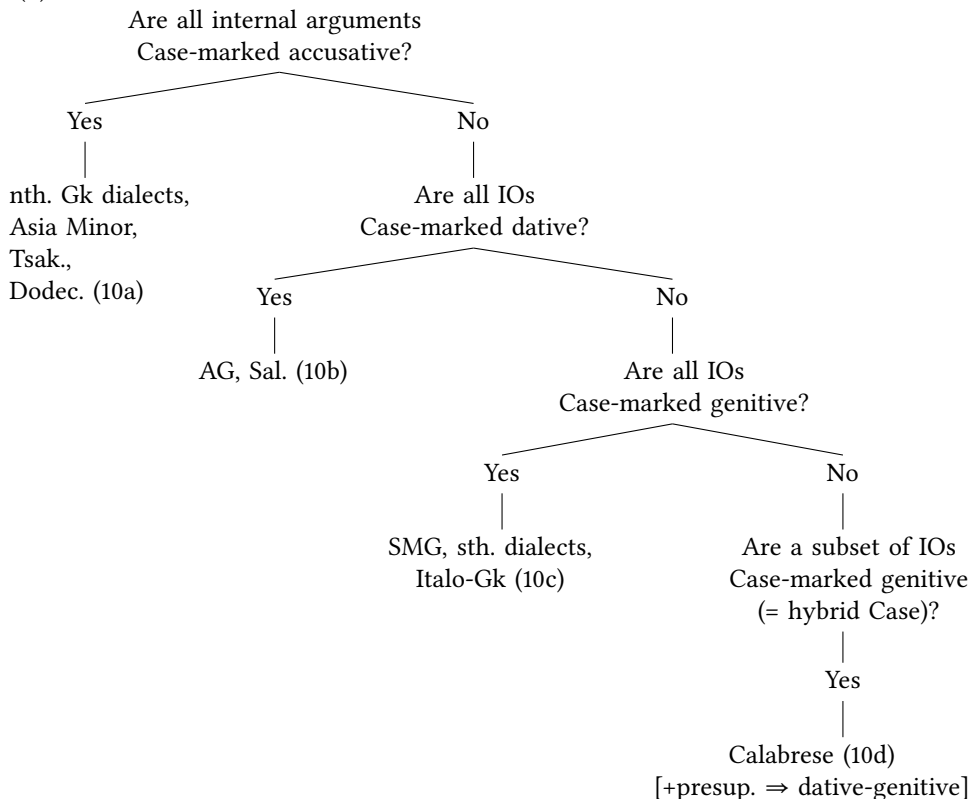 Are all internal arguments
Case-marked accusative?
Yes
No
nth. Gk dialects,
Asia Minor,
Tsak.,
Dodec. (10a)
Are all IOs
Case-marked dative?
Yes
No
AG, Sal. (10b)
Are all IOs
Case-marked genitive?
Yes
No
SMG, sth. dialects,
Italo-Gk (10c)
Are a subset of IOs
Case-marked genitive
(= hybrid Case)?
Yes
Calabrese (10d)
[+presup. ⇒ dative-genitive]